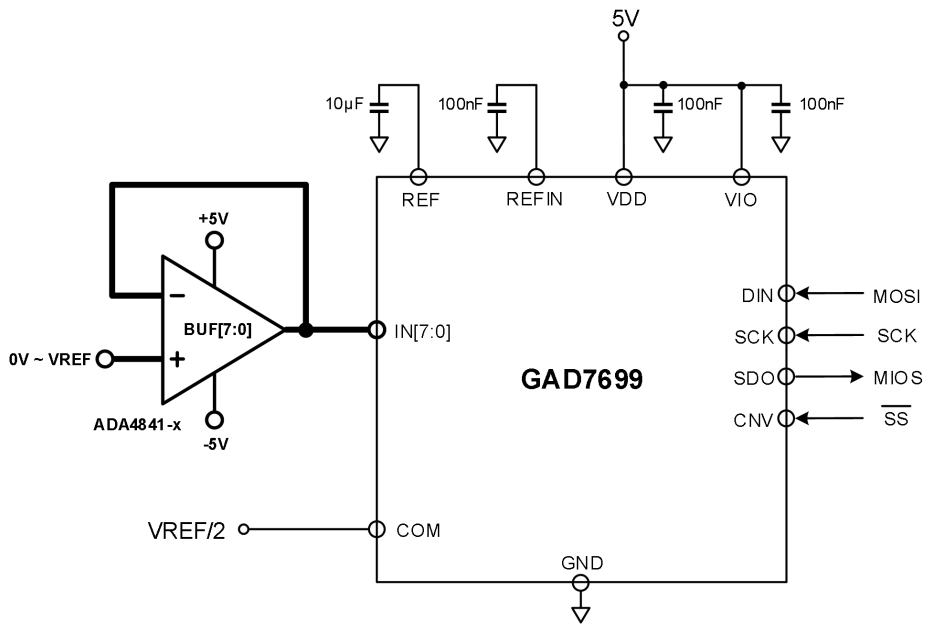 5V
10µF
100nF
100nF
100nF
REF
REFIN
VDD
VIO
+5V
−
BUF[7:0]
IN[7:0]
0V ~ VREF
+
ADA4841-x
-5V
GAD7699
DIN
MOSI
SCK
SCK
SDO
MIOS
CNV
SS
VREF/2
COM
GND